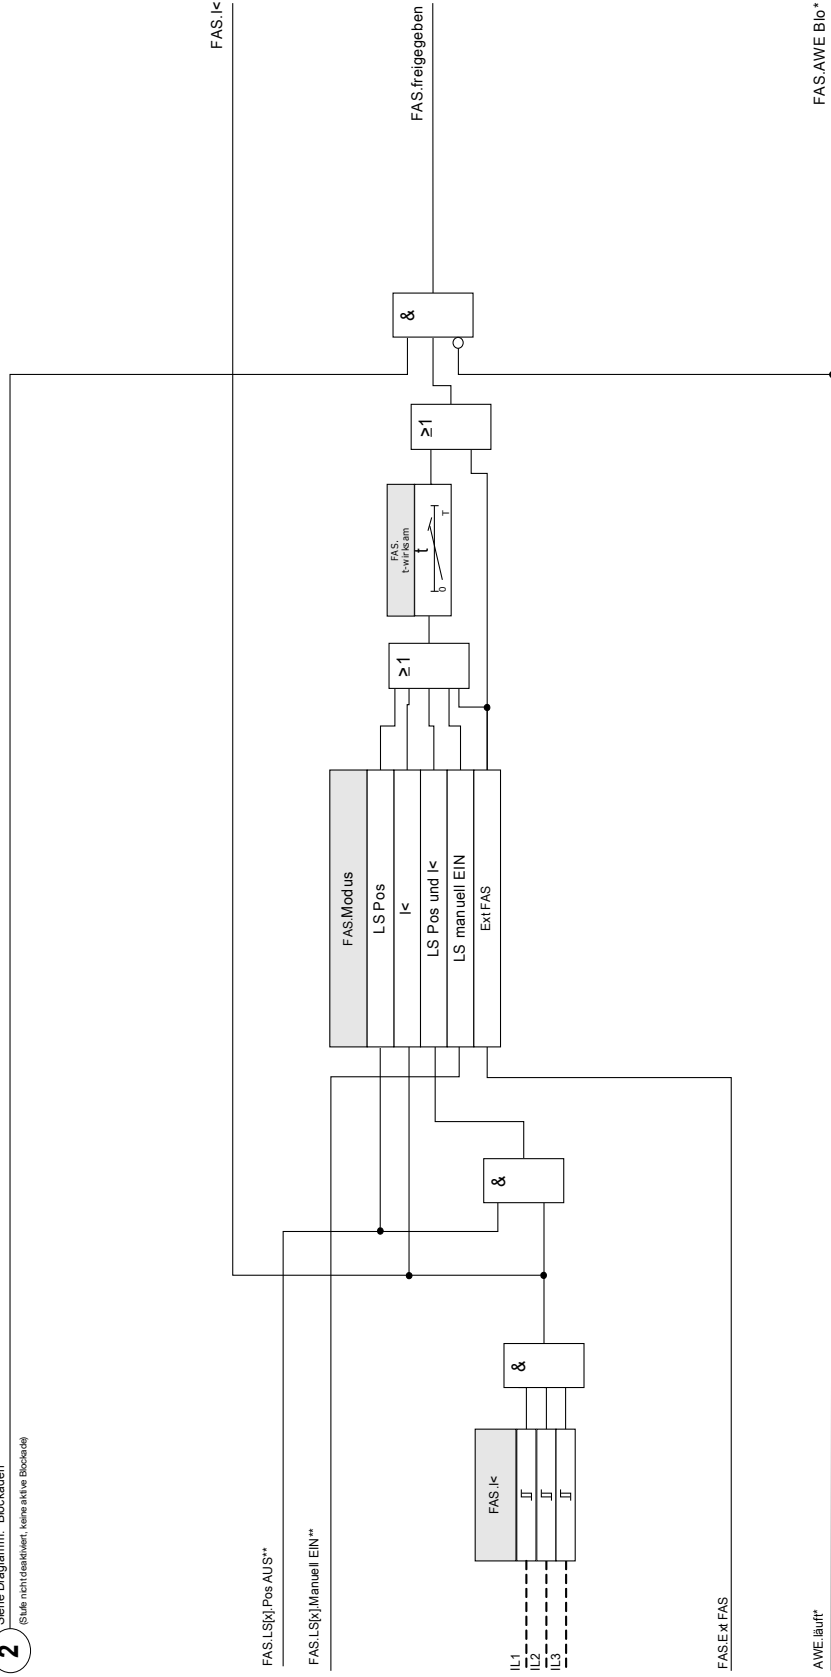 2
Siehe Diagramm: Blockaden
(Stufe nicht deaktiviert, keine aktive Blockade)
FAS.I<
FAS.LS[x].Pos AUS**
FAS.LS[x].Manuell EIN**
FAS.I<
IL1
IL2
IL3
&
&
FAS.Modus
LS Pos
I<
LS Pos und I<
LS manuell EIN
Ext FAS
≥1
FAS.
t-wirksam
t
0
T
≥1
&
FAS.freigegeben
FAS.Ext FAS
AWE.läuft*
FAS.AWE Blo*